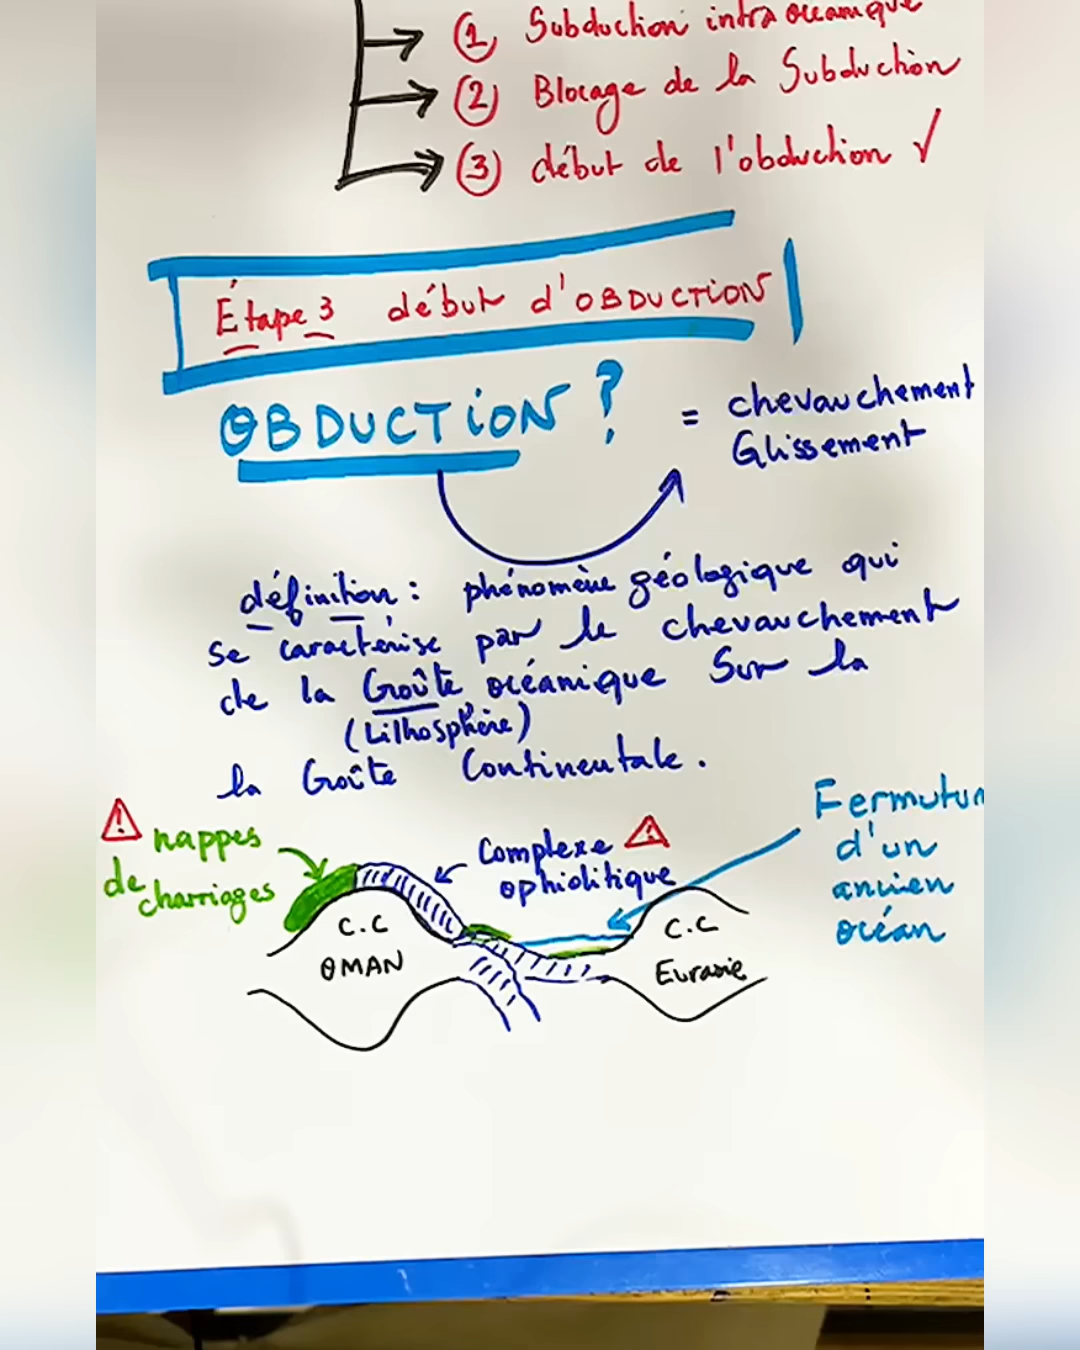 ① Subduction intra océanique
② Blocage de la Subduction
③ début de l'obduction ✓
Étape 3 début d'OBDUCTION
OBDUCTION ? = chevauchement
Glissement
définition : phénomène géologique qui
se caractérise par le chevauchement
de la Croûte océanique Sur la
(Lithosphère)
la Croûte Continentale.
⚠ nappes
de charriages
Complexe ⚠
ophiolitique
Fermutur
d'un
ancien
océan
C.C
OMAN
C.C
Eurasie